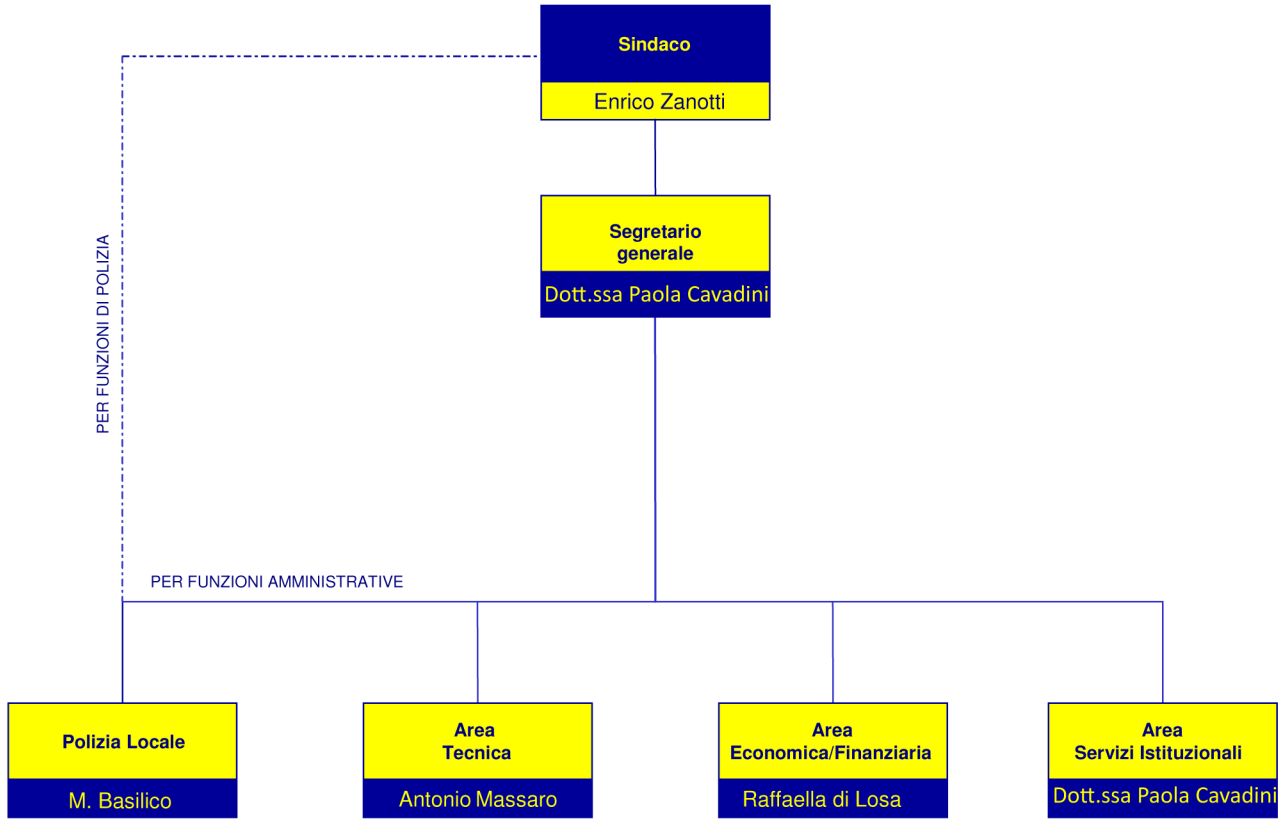 Sindaco
Enrico Zanotti
Segretario
generale
Dott.ssa Paola Cavadini
PER FUNZIONI DI POLIZIA
PER FUNZIONI AMMINISTRATIVE
Polizia Locale
M. Basilico
Area
Tecnica
Antonio Massaro
Area
Economica/Finanziaria
Raffaella di Losa
Area
Servizi Istituzionali
Dott.ssa Paola Cavadini